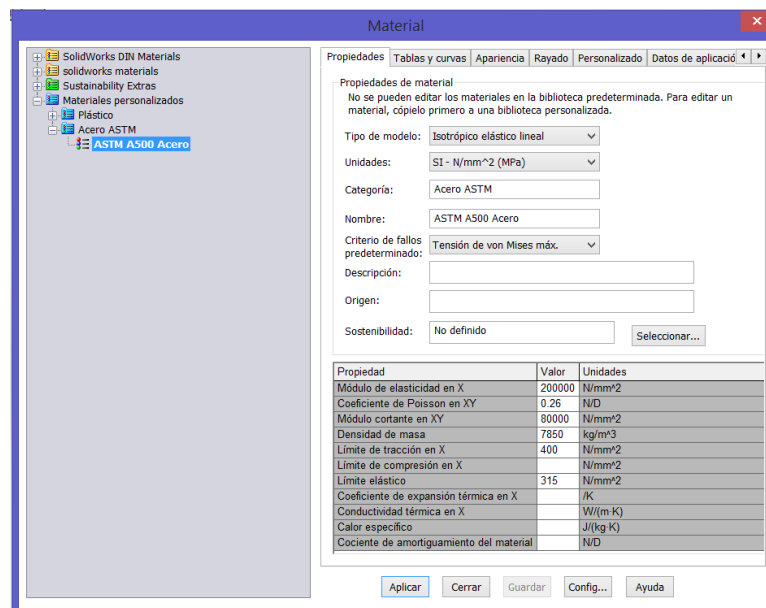 Material
SolidWorks DIN Materials
solidworks materials
Sustainability Extras
Materiales personalizados
Plástico
Acero ASTM
ASTM A500 Acero
Propiedades Tablas y curvas Apariencia Rayado Personalizado Datos de aplicació
Propiedades de material
No se pueden editar los materiales en la biblioteca predeterminada. Para editar un
material, cópielo primero a una biblioteca personalizada.
Tipo de modelo: Isotrópico elástico lineal
Unidades: SI - N/mm^2 (MPa)
Categoría: Acero ASTM
Nombre: ASTM A500 Acero
Criterio de fallos
predeterminado: Tensión de von Mises máx.
Descripción:
Origen:
Sostenibilidad: No definido Seleccionar...
Propiedad Valor Unidades
Módulo de elasticidad en X 200000 N/mm^2
Coeficiente de Poisson en XY 0.26 N/D
Módulo cortante en XY 80000 N/mm^2
Densidad de masa 7850 kg/m^3
Límite de tracción en X 400 N/mm^2
Límite de compresión en X N/mm^2
Límite elástico 315 N/mm^2
Coeficiente de expansión térmica en X /K
Conductividad térmica en X W/(m·K)
Calor específico J/(kg·K)
Cociente de amortiguamiento del material N/D
Aplicar Cerrar Guardar Config... Ayuda